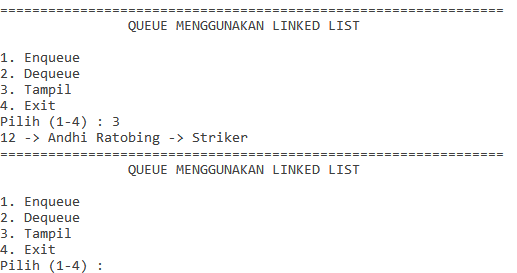 ===============================================================
QUEUE MENGGUNAKAN LINKED LIST
1. Enqueue
2. Dequeue
3. Tampil
4. Exit
Pilih (1-4) : 3
12 -> Andhi Ratobing -> Striker
===============================================================
QUEUE MENGGUNAKAN LINKED LIST
1. Enqueue
2. Dequeue
3. Tampil
4. Exit
Pilih (1-4) :